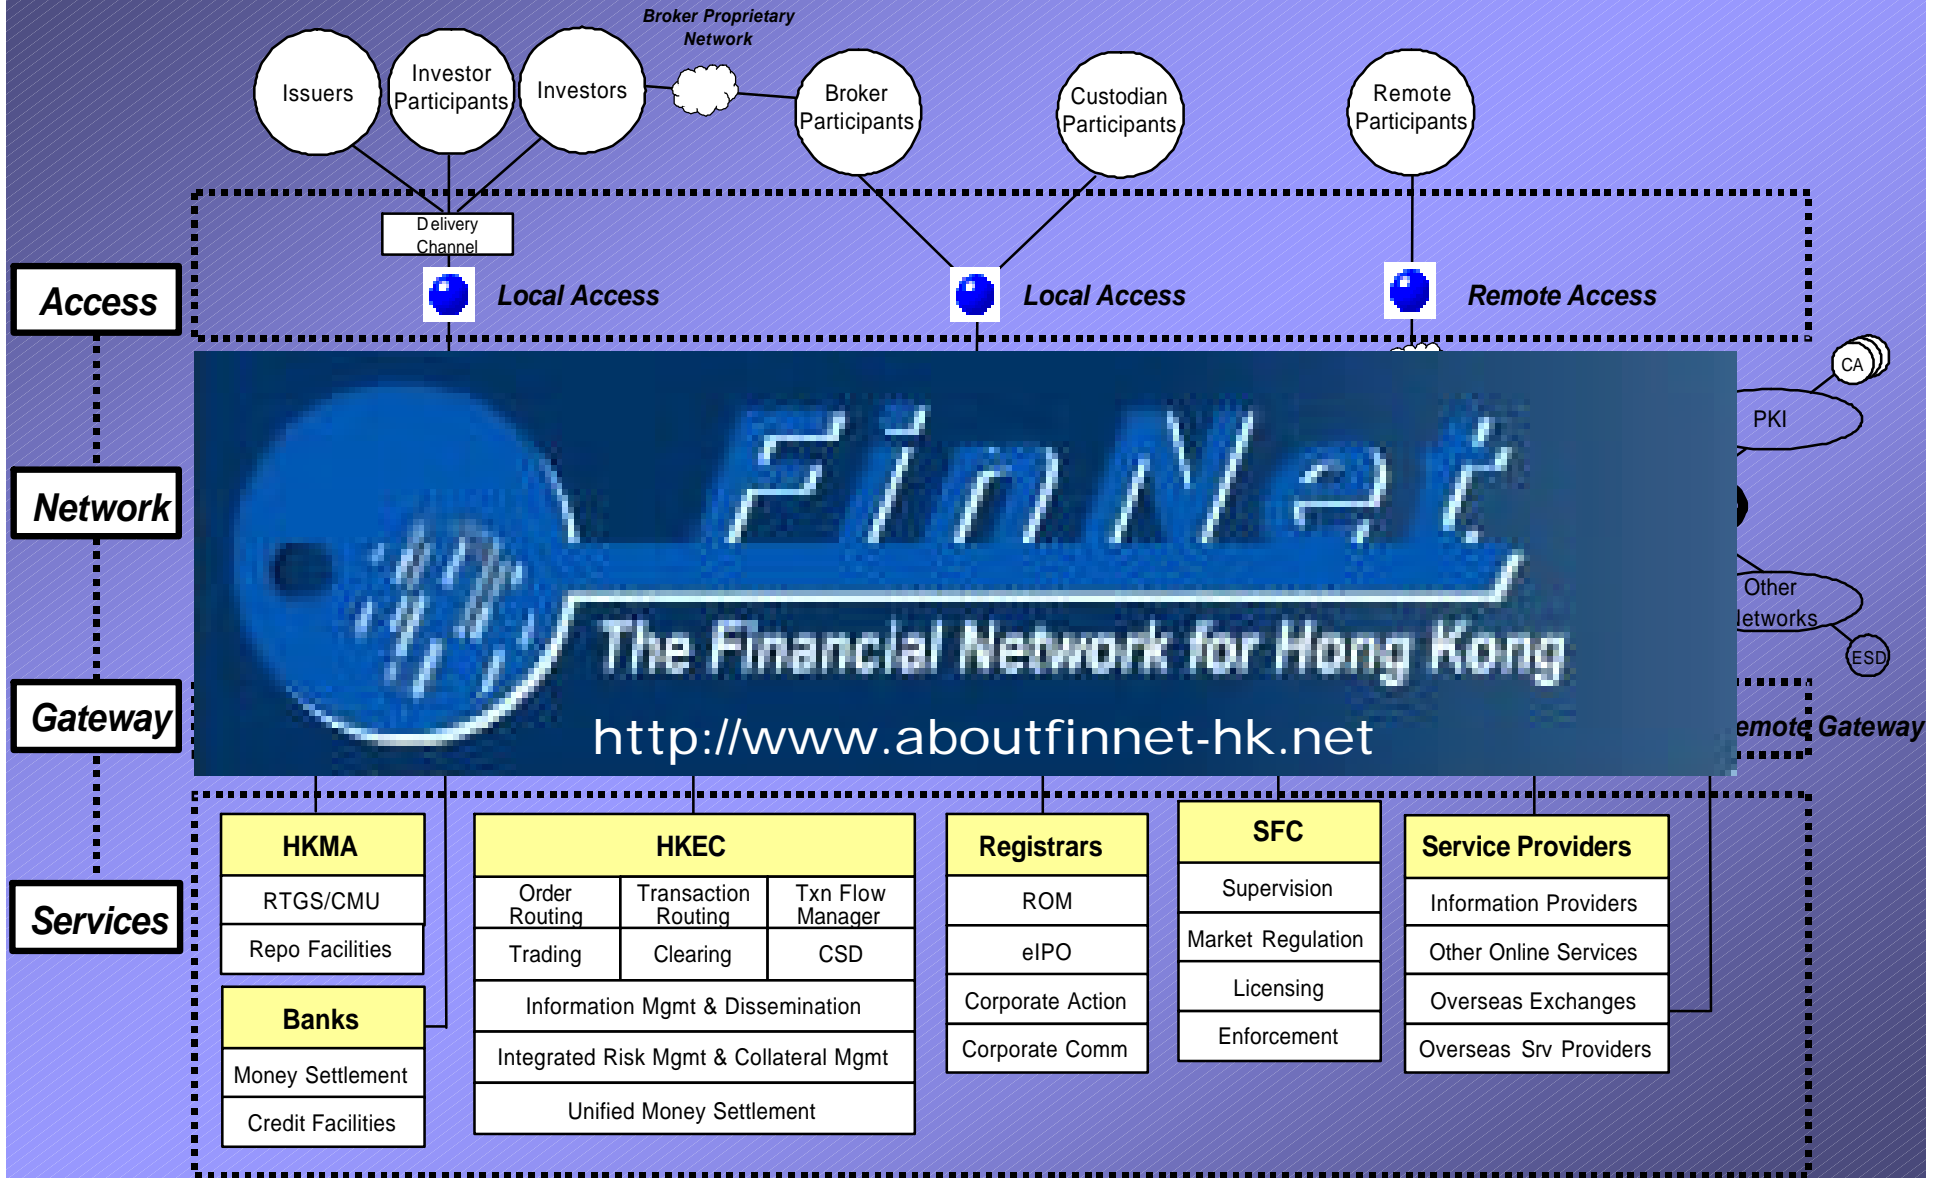 Broker Proprietary
Network
Issuers
Investor
Participants
Investors
Broker
Participants
Custodian
Participants
Remote
Participants
Delivery
Channel
Access
Local Access
Local Access
Remote Access
CA
PKI
FinNet
Network
Other
The Financial Network for Hong Kong
ESD
Gateway
http://www.aboutfinnet-hk.net
Gateway
Services
HKMA
RTGS/CMU
Repo Facilities
Banks
Money Settlement
Credit Facilities
HKEC
Order
Routing
Transaction
Routing
Txn Flow
Manager
Trading
Clearing
CSD
Information Mgmt & Dissemination
Integrated Risk Mgmt & Collateral Mgmt
Unified Money Settlement
Registrars
ROM
eIPO
Corporate Action
Corporate Comm
SFC
Supervision
Market Regulation
Licensing
Enforcement
Service Providers
Information Providers
Other Online Services
Overseas Exchanges
Overseas Srv Providers